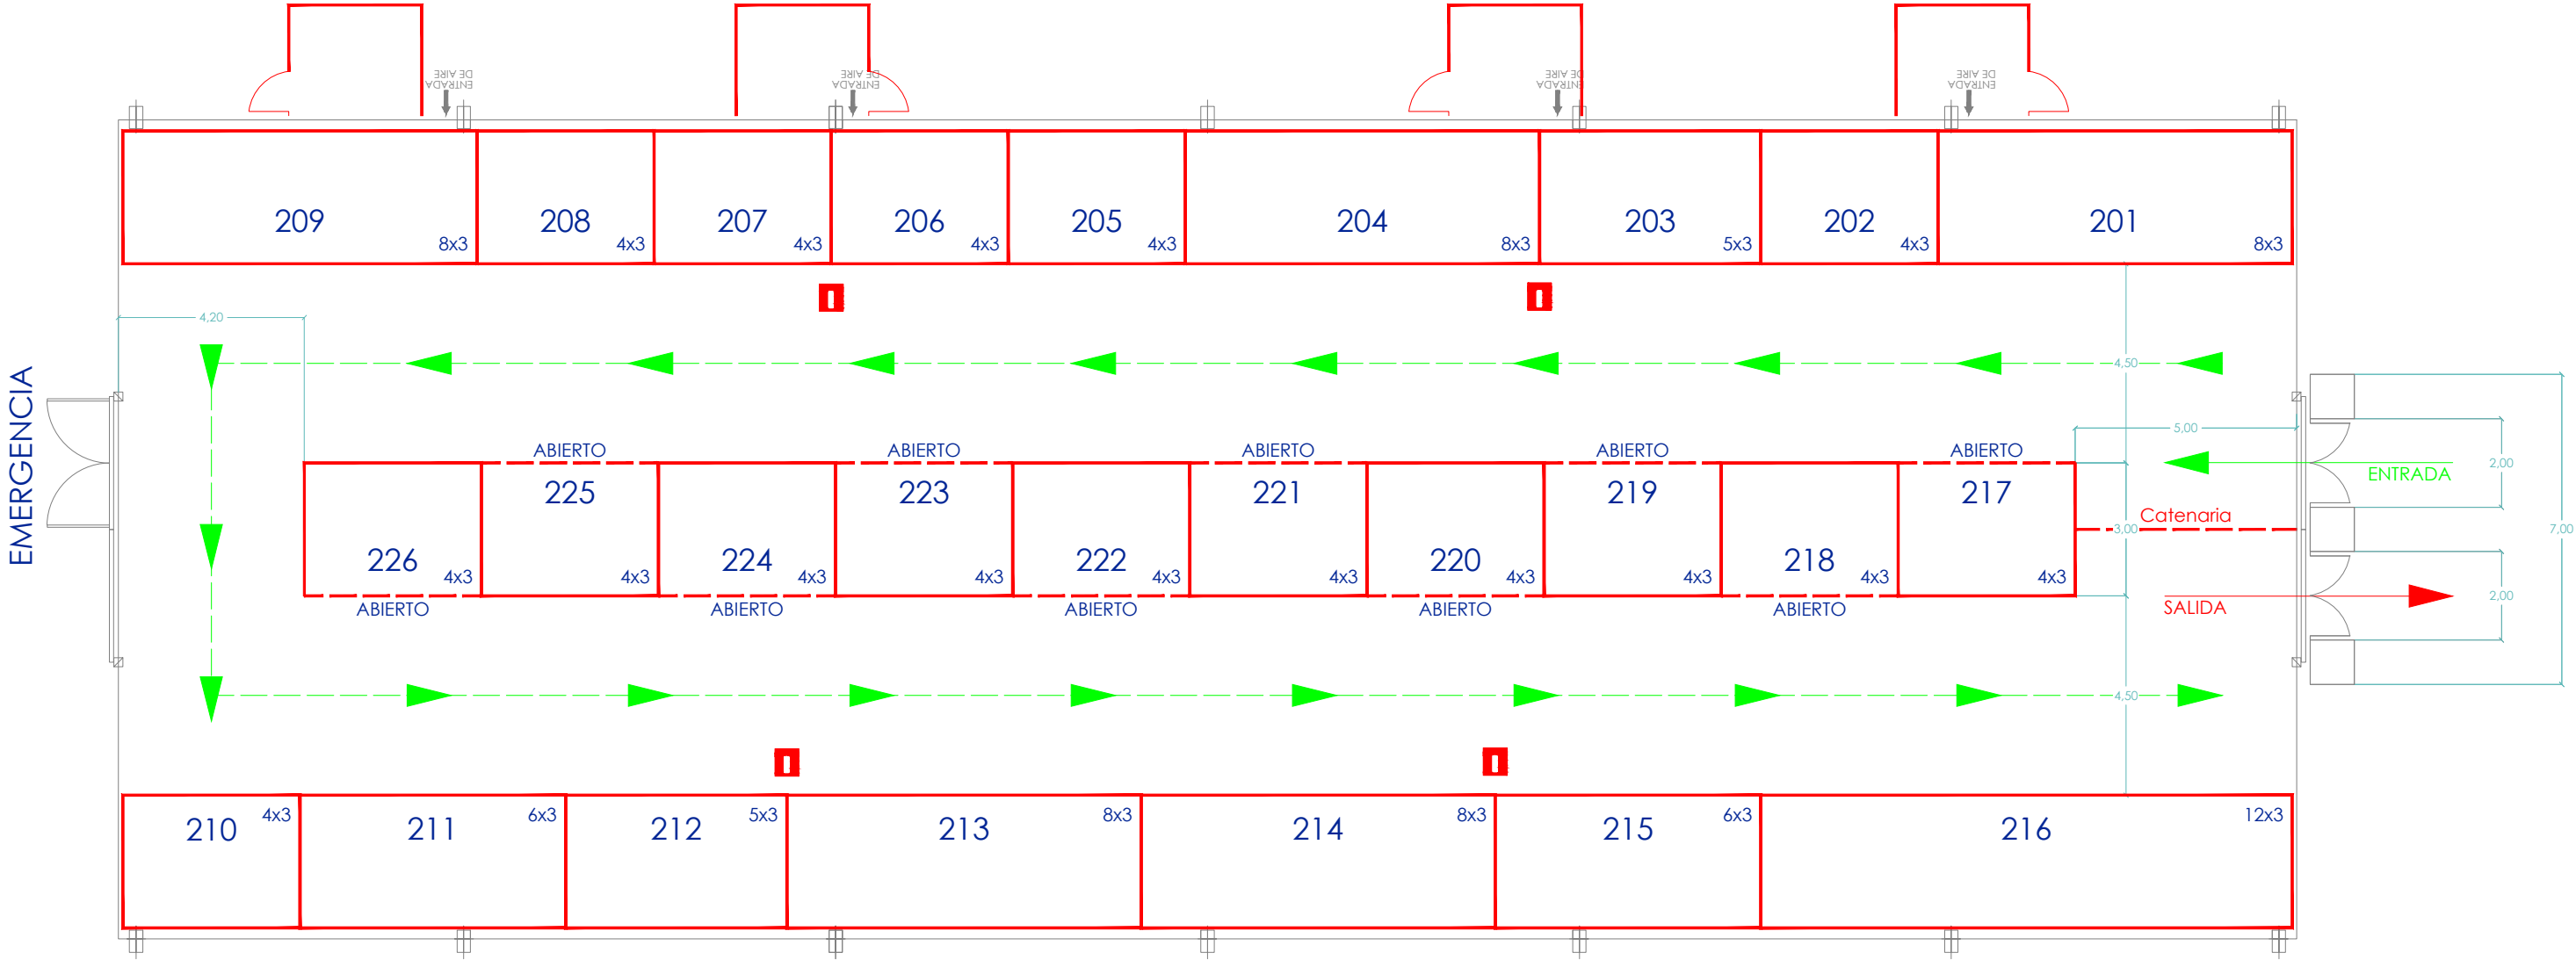 ENTRADA
DE AIRE
ENTRADA
DE AIRE
ENTRADA
DE AIRE
ENTRADA
DE AIRE
209
8x3
208
4x3
207
4x3
206
4x3
205
4x3
204
8x3
203
5x3
202
4x3
201
8x3
4,20
4,50
EMERGENCIA
5,00
ABIERTO
ABIERTO
ABIERTO
ABIERTO
ABIERTO
226
4x3
225
4x3
224
4x3
223
4x3
222
4x3
221
4x3
220
4x3
219
4x3
218
4x3
217
4x3
ABIERTO
ABIERTO
ABIERTO
ABIERTO
ABIERTO
Catenaria
3,00
ENTRADA
SALIDA
2,00
2,00
7,00
4,50
210
4x3
211
6x3
212
5x3
213
8x3
214
8x3
215
6x3
216
12x3